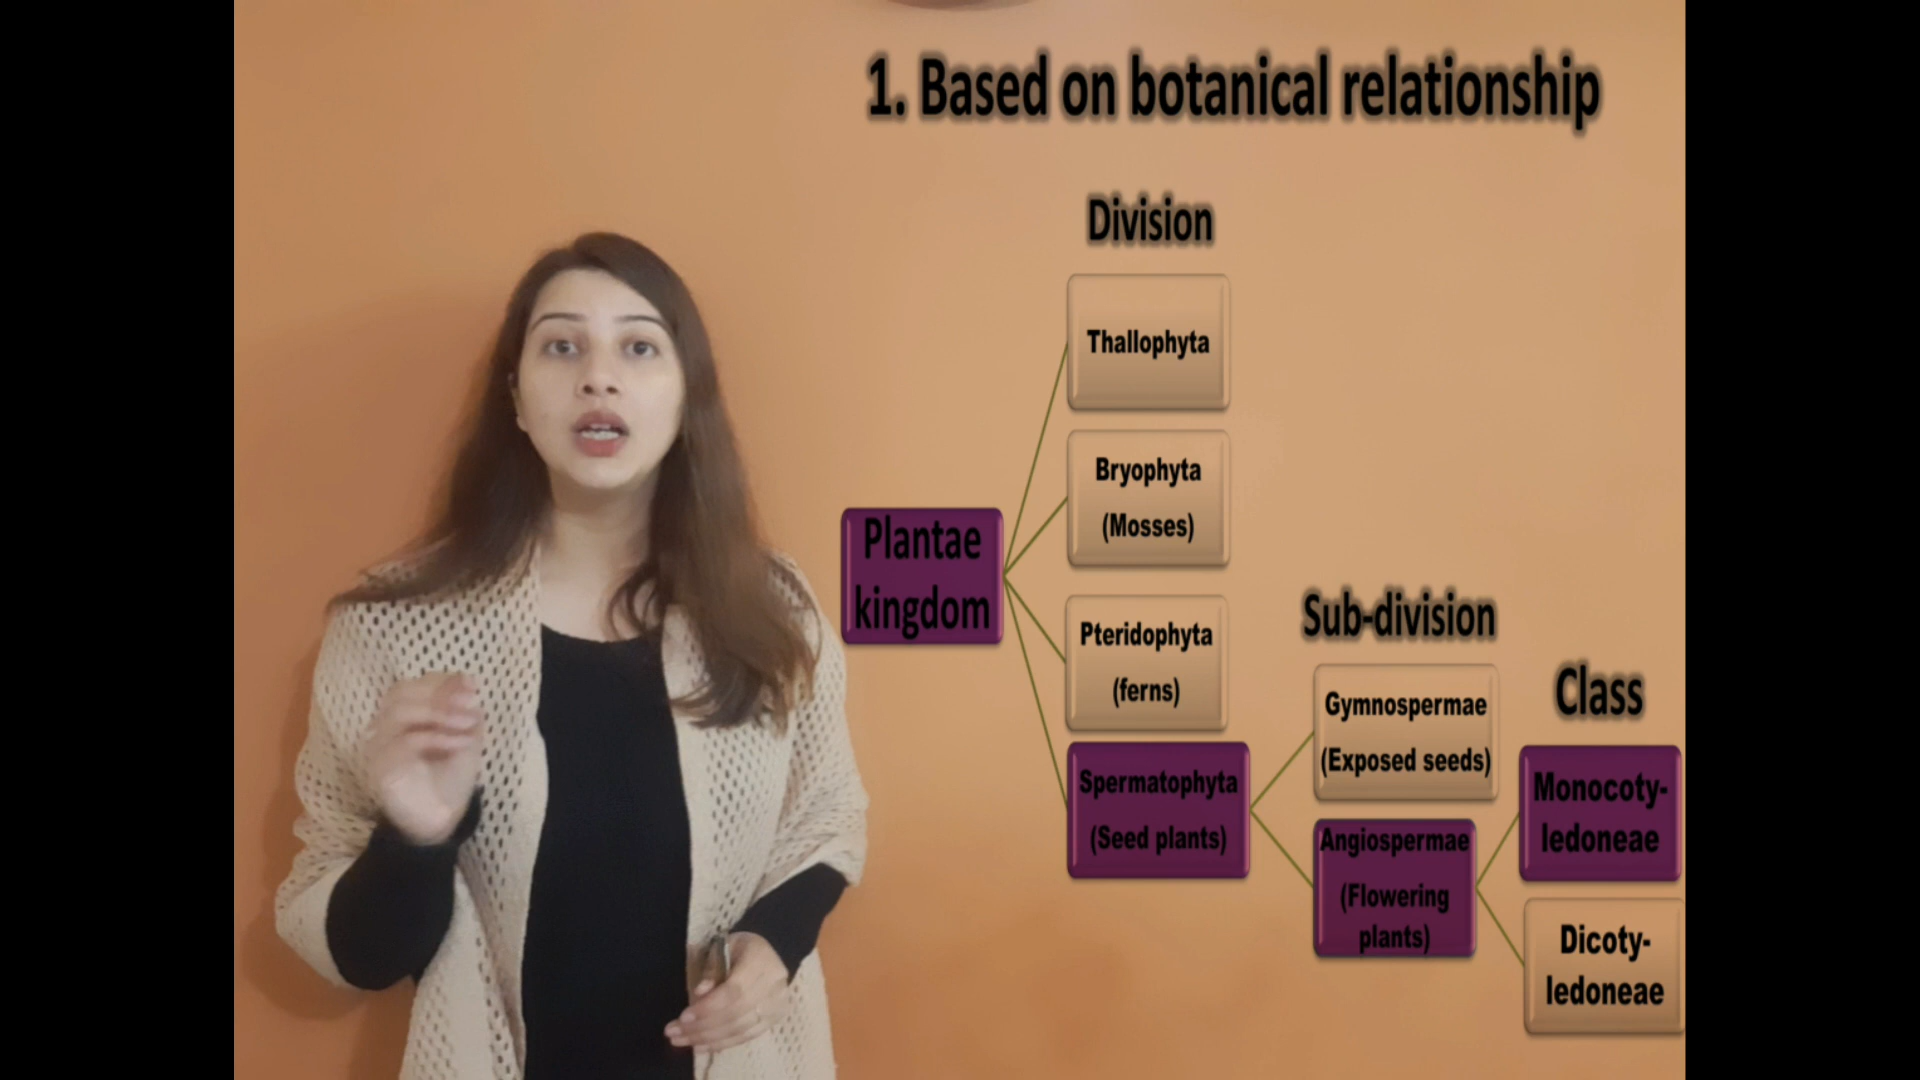 1. Based on botanical relationship
Division
Thallophyta
Bryophyta
(Mosses)
Plantae
kingdom
Pteridophyta
(ferns)
Sub-division
Spermatophyta
(Seed plants)
Gymnospermae
(Exposed seeds)
Angiospermae
(Flowering
plants)
Class
Monocoty-
ledoneae
Dicoty-
ledoneae